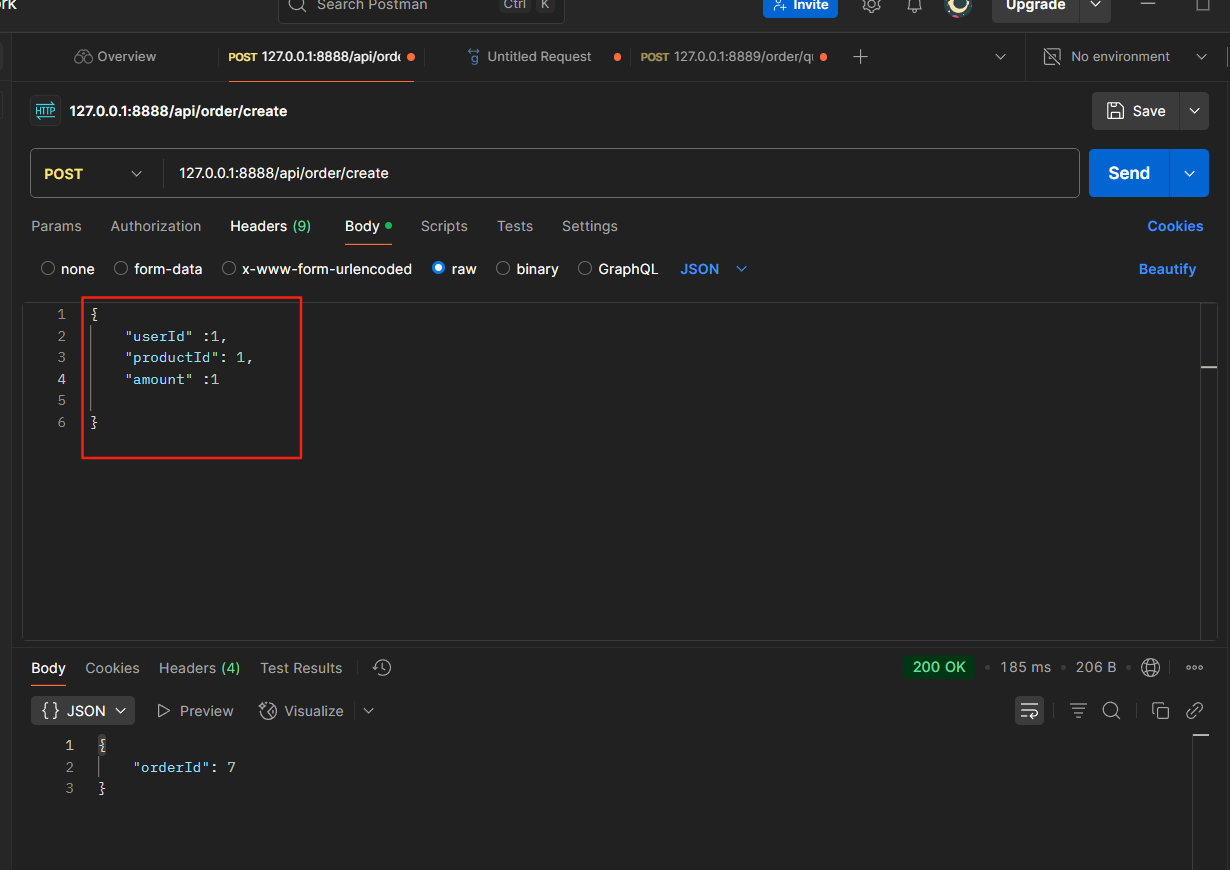 rk
Search Postman Ctrl K Invite Upgrade
Overview POST 127.0.0.1:8888/api/orde Untitled Request POST 127.0.0.1:8889/order/qu No environment
HTTP 127.0.0.1:8888/api/order/create Save
POST 127.0.0.1:8888/api/order/create Send
Params Authorization Headers (9) Body Scripts Tests Settings Cookies
none form-data x-www-form-urlencoded raw binary GraphQL JSON Beautify
1 {
2 "userId" :1,
3 "productId": 1,
4 "amount" :1
5
6 }
Body Cookies Headers (4) Test Results 200 OK 185 ms 206 B
{} JSON Preview Visualize
1 {
2 "orderId": 7
3 }